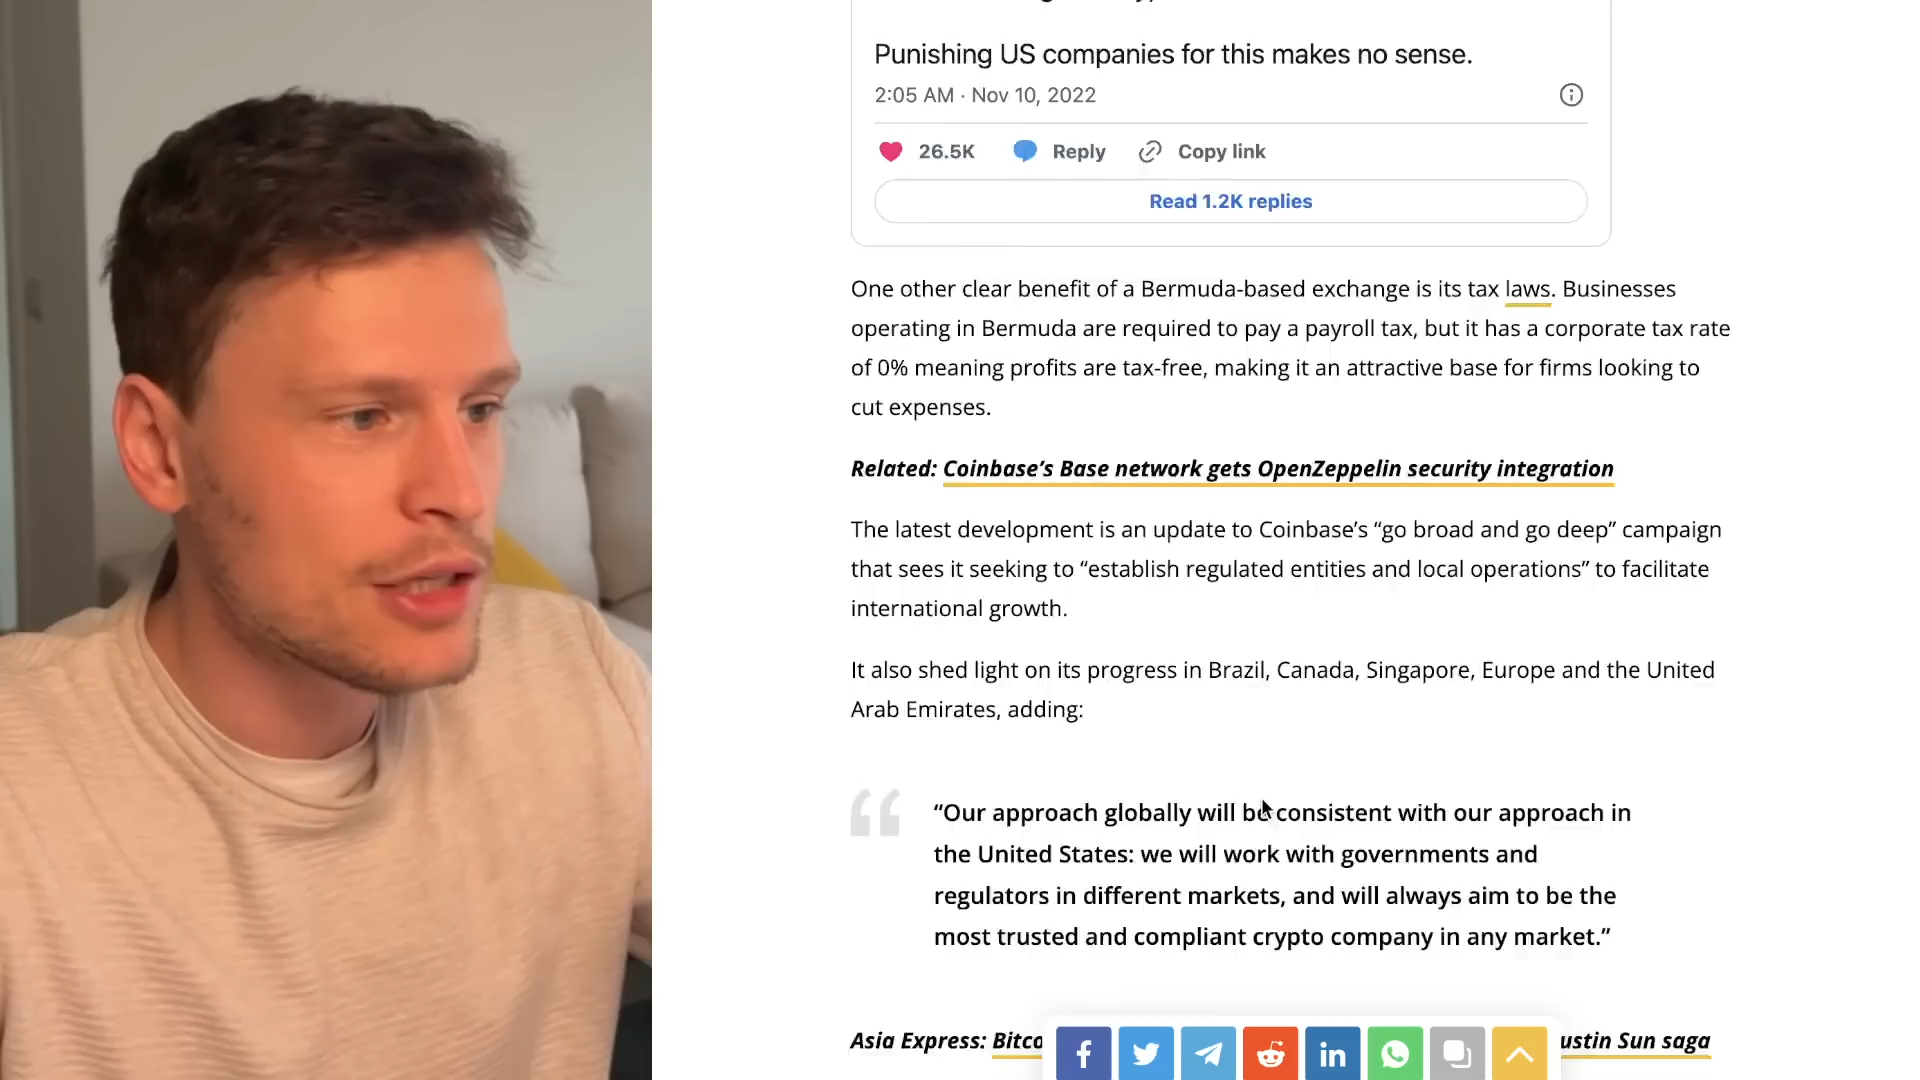 Punishing US companies for this makes no sense.
2:05 AM · Nov 10, 2022
26.5K Reply Copy link
Read 1.2K replies
One other clear benefit of a Bermuda-based exchange is its tax laws. Businesses
operating in Bermuda are required to pay a payroll tax, but it has a corporate tax rate
of 0% meaning profits are tax-free, making it an attractive base for firms looking to
cut expenses.
Related: Coinbase’s Base network gets OpenZeppelin security integration
The latest development is an update to Coinbase’s “go broad and go deep” campaign
that sees it seeking to “establish regulated entities and local operations” to facilitate
international growth.
It also shed light on its progress in Brazil, Canada, Singapore, Europe and the United
Arab Emirates, adding:
“Our approach globally will be consistent with our approach in
the United States: we will work with governments and
regulators in different markets, and will always aim to be the
most trusted and compliant crypto company in any market.”
Asia Express: Bitco ustin Sun saga